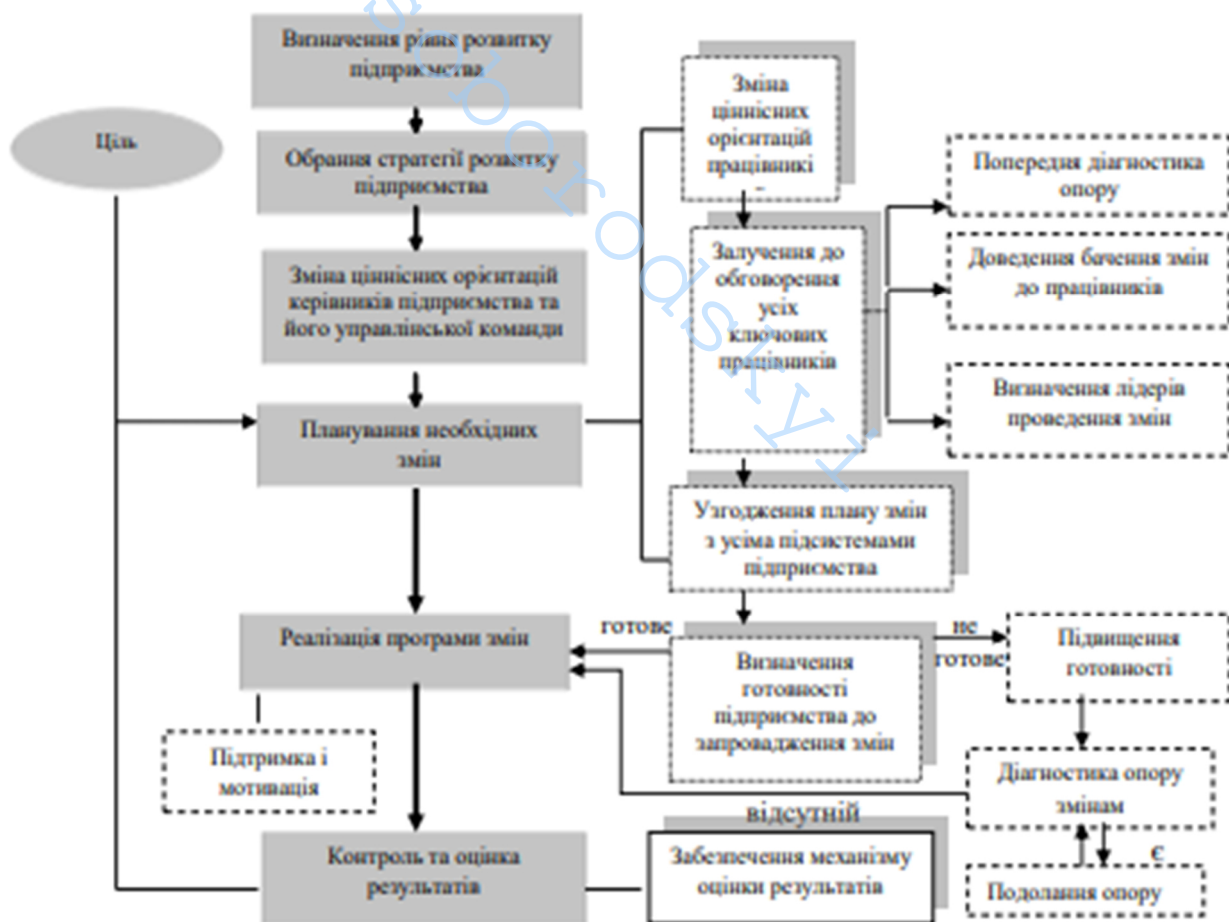 Визначення рівня розвитку
підприємства
Ціль
Обрання стратегії розвитку
підприємства
Зміна ціннісних орієнтацій
керівників підприємства та
його управлінської команди
Планування необхідних
змін
Реалізація програми змін
Підтримка і
мотивація
Контроль та оцінка
результатів
Зміна
ціннісних
орієнтацій
працівникі
Залучення до
обговорення
усіх
ключових
працівників
Попередня діагностика
опору
Доведення бачення змін
до працівників
Визначення лідерів
проведення змін
Узгодження плану змін
з усіма підсистемами
підприємства
готове
Визначення
готовності
підприємства до
запровадження змін
не
готове
Підвищення
готовності
Діагностика опору
змінам
є
Подолання опору
відсутній
Забезпечення механізму
оцінки результатів